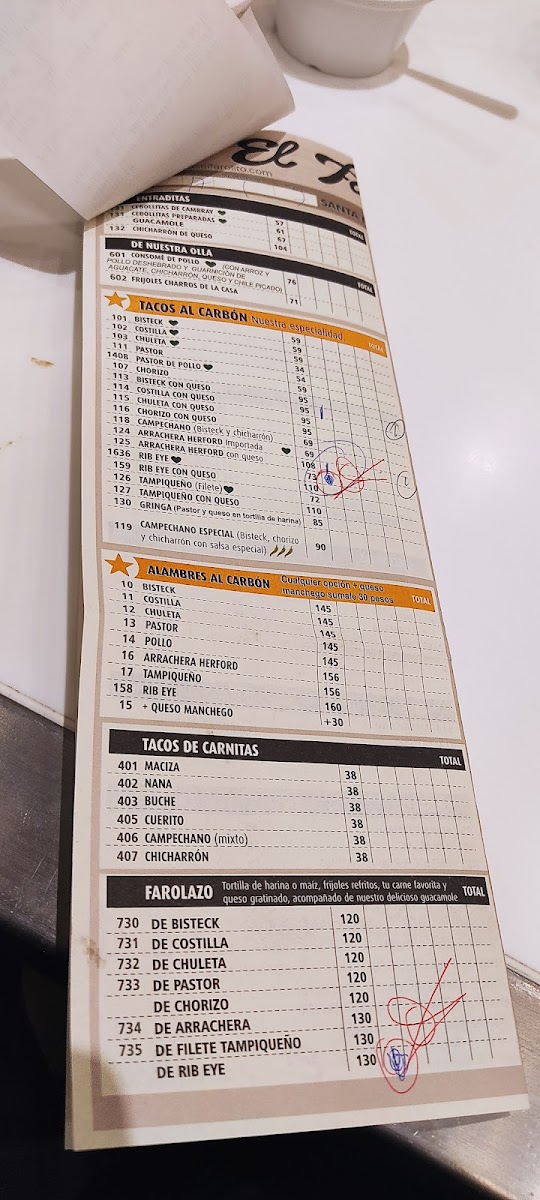 El
elfarolito.com
SANTA
ENTRADITAS TOTAL
131 CEBOLLITAS DE CAMBRAY 57
131 CEBOLLITAS PREPARADAS 61
GUACAMOLE 67
132 CHICHARRÓN DE QUESO 104
DE NUESTRA OLLA TOTAL
601 CONSOMÉ DE POLLO (CON ARROZ Y 76
POLLO DESHEBRADO Y GUARNICIÓN DE
AGUACATE, CHICHARRÓN, QUESO Y CHILE PICADO)
602 FRIJOLES CHARROS DE LA CASA 71
TACOS AL CARBÓN Nuestra especialidad. TOTAL
101 BISTECK 59
102 COSTILLA 59
103 CHULETA 59
111 PASTOR 34
1408 PASTOR DE POLLO 54
107 CHORIZO 59
113 BISTECK CON QUESO 95
114 COSTILLA CON QUESO 95
115 CHULETA CON QUESO 95
116 CHORIZO CON QUESO 95
118 CAMPECHANO (Bisteck y chicharrón) 69
124 ARRACHERA HERFORD Importada 69
125 ARRACHERA HERFORD con queso 108
1636 RIB EYE 73
159 RIB EYE CON QUESO 110
126 TAMPIQUEÑO (Filete) 72
127 TAMPIQUEÑO CON QUESO 110
130 GRINGA (Pastor y queso en tortilla de harina) 85
119 CAMPECHANO ESPECIAL (Bisteck, chorizo 90
y chicharrón con salsa especial)
ALAMBRES AL CARBÓN Cualquier opción + queso TOTAL
manchego sumale 30 pesos
10 BISTECK 145
11 COSTILLA 145
12 CHULETA 145
13 PASTOR 145
14 POLLO 145
16 ARRACHERA HERFORD 156
17 TAMPIQUEÑO 156
158 RIB EYE 160
15 + QUESO MANCHEGO +30
TACOS DE CARNITAS TOTAL
401 MACIZA 38
402 NANA 38
403 BUCHE 38
405 CUERITO 38
406 CAMPECHANO (mixto) 38
407 CHICHARRÓN 38
FAROLAZO Tortilla de harina o maíz, frijoles refritos, tu carne favorita y TOTAL
queso gratinado, acompañado de nuestro delicioso guacamole
730 DE BISTECK 120
731 DE COSTILLA 120
732 DE CHULETA 120
733 DE PASTOR 120
DE CHORIZO 120
734 DE ARRACHERA 130
735 DE FILETE TAMPIQUEÑO 130
DE RIB EYE 130